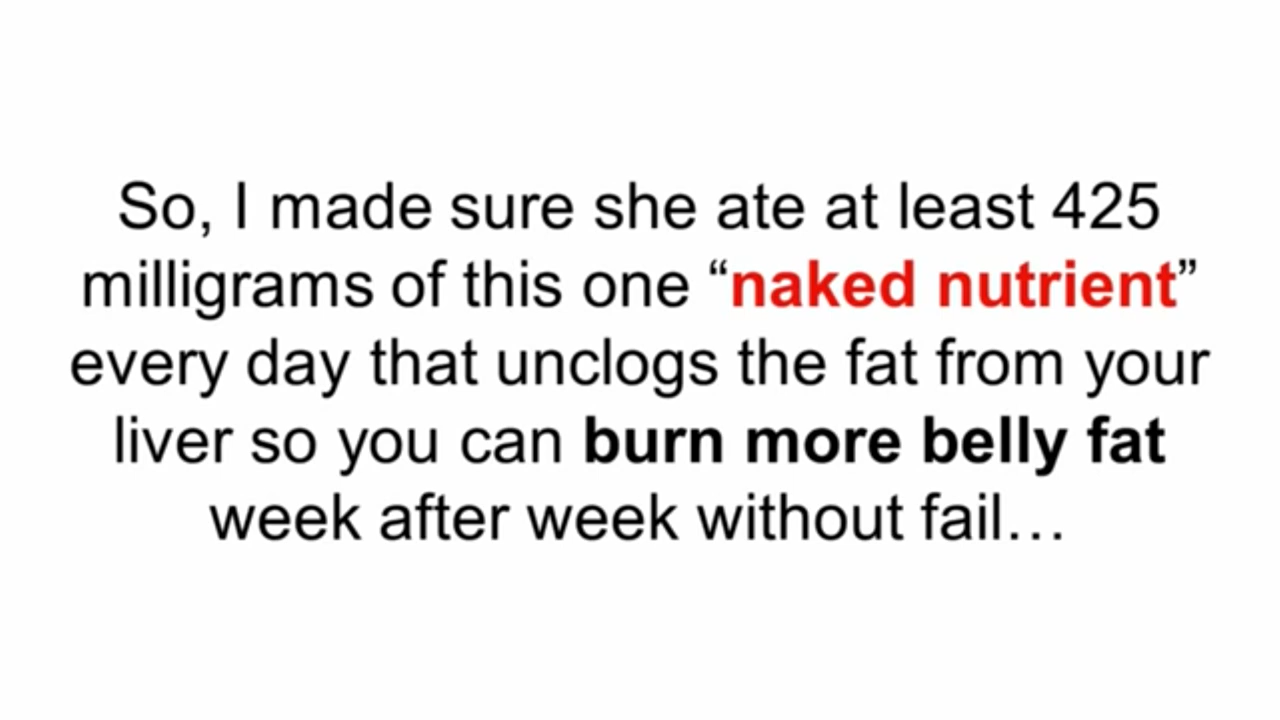 So, I made sure she ate at least 425
milligrams of this one “naked nutrient”
every day that unclogs the fat from your
liver so you can burn more belly fat
week after week without fail…